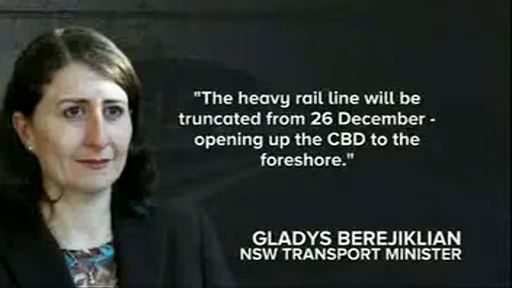 "The heavy rail line will be
truncated from 26 December -
opening up the CBD to the
foreshore."
GLADYS BEREJIKLIAN
NSW TRANSPORT MINISTER